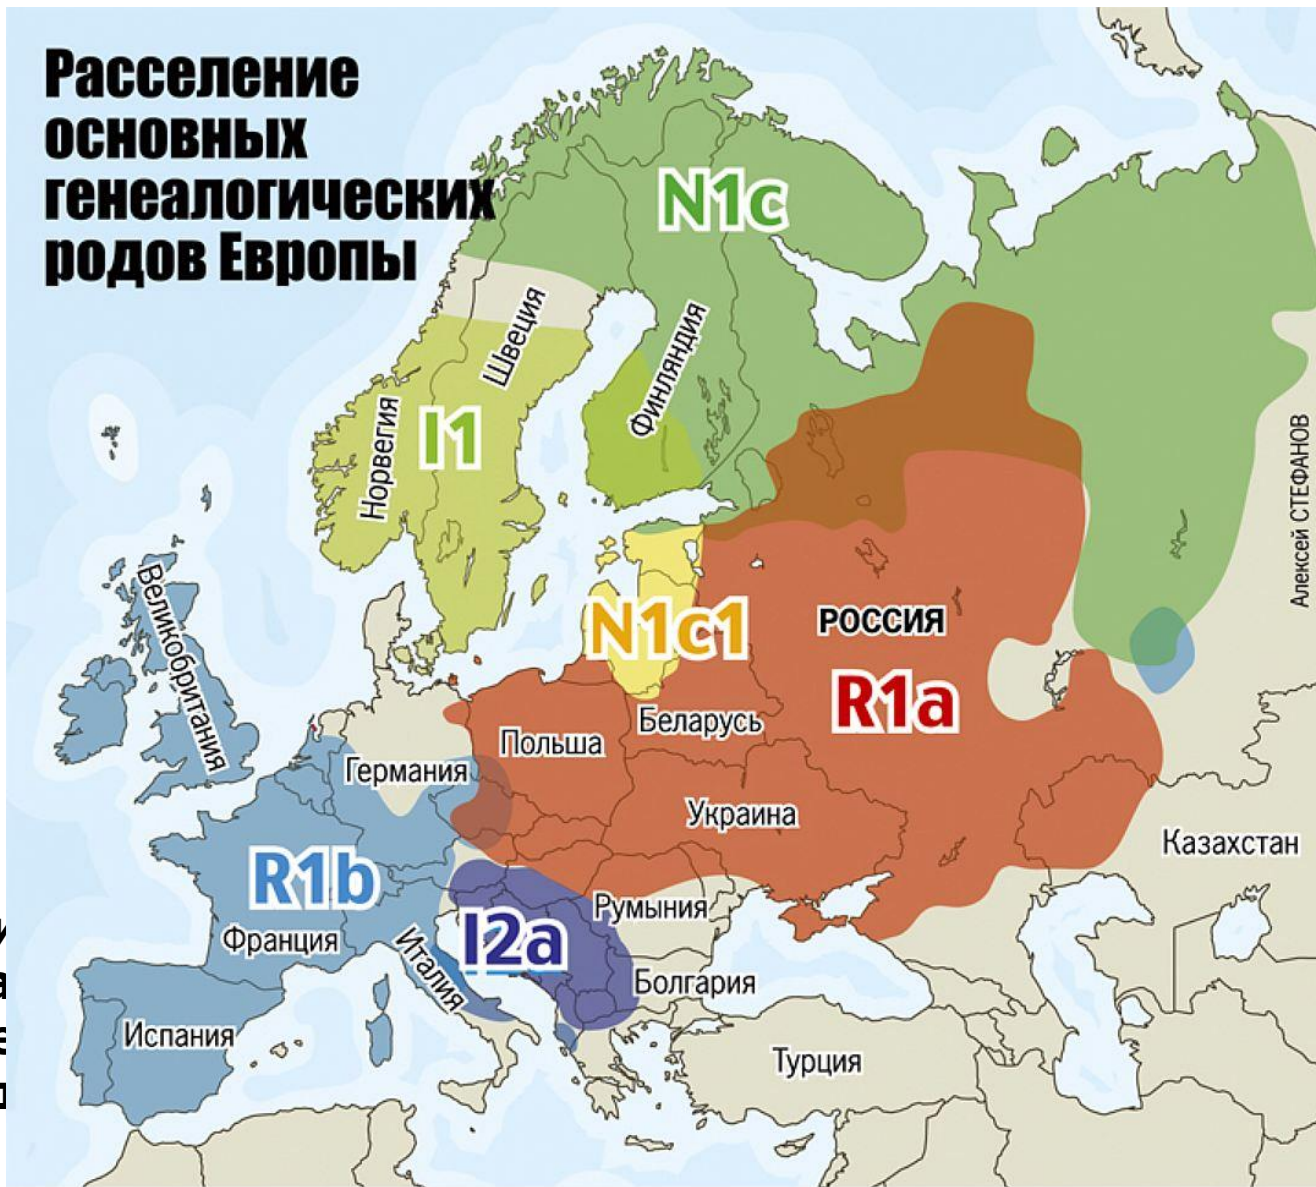 Расселение
основных
генеалогических
родов Европы
N1c
Швеция
Финляндия
Норвегия
I1
Алексей СТЕФАНОВ
Великобритания
N1c1
РОССИЯ
R1a
Беларусь
Польша
Германия
Украина
Казахстан
R1b
Румыния
I2a
Франция
Италия
Болгария
Испания
Турция